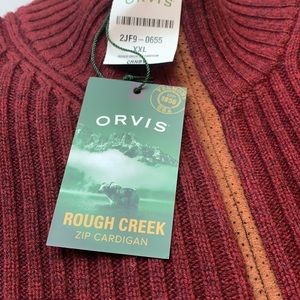 ORVIS
2JF9-0655
XXL
ORVIS
ROUGH CREEK
ZIP CARDIGAN
1856